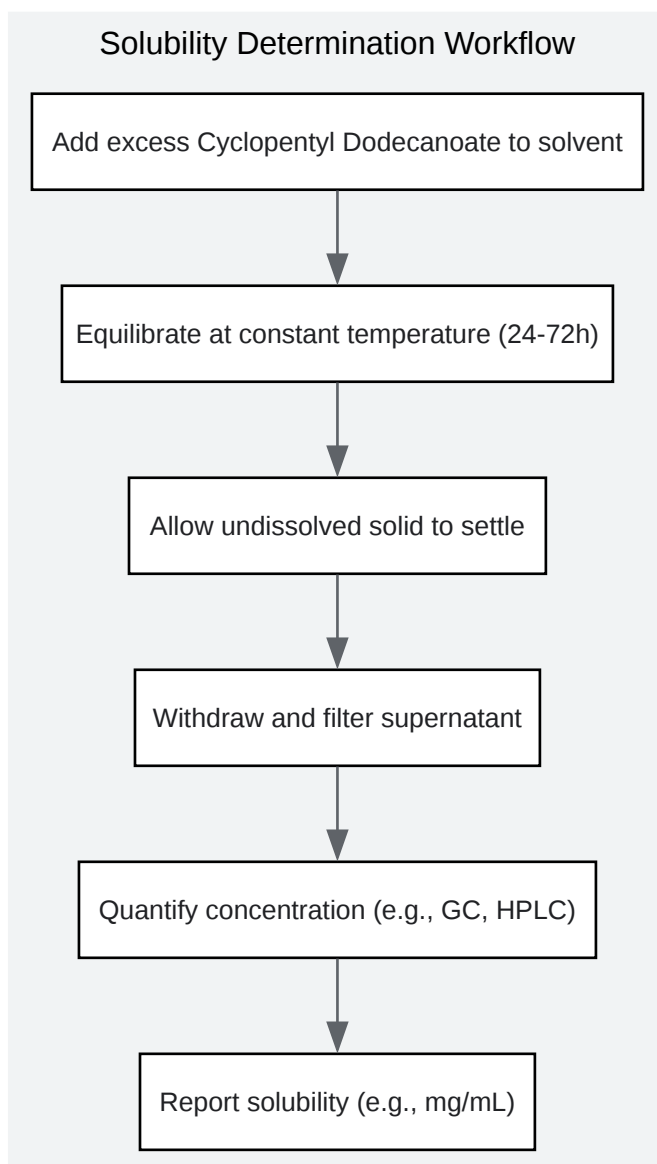 Solubility Determination Workflow
Add excess Cyclopentyl Dodecanoate to solvent
Equilibrate at constant temperature (24-72h)
Allow undissolved solid to settle
Withdraw and filter supernatant
Quantify concentration (e.g., GC, HPLC)
Report solubility (e.g., mg/mL)